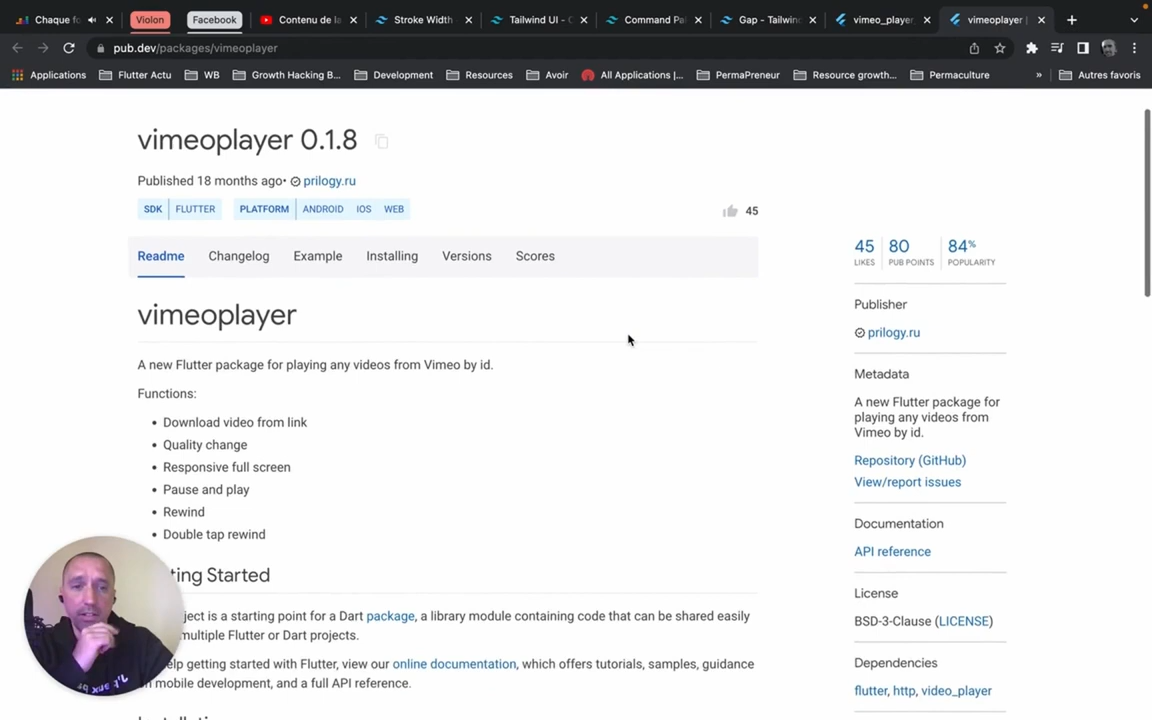 Chaque fo
Violon
Facebook
Contenu de la
Stroke Width -
Tailwind UI - C
Command Pal
Gap - Tailwind
vimeo_player
vimeoplayer |
pub.dev/packages/vimeoplayer
Applications
Flutter Actu
WB
Growth Hacking B...
Development
Resources
Avoir
All Applications |...
PermaPreneur
Resource growth...
Permaculture
»
Autres favoris
vimeoplayer 0.1.8
Published 18 months ago•
prilogy.ru
SDK FLUTTER PLATFORM ANDROID IOS WEB
45
Readme Changelog Example Installing Versions Scores
vimeoplayer
A new Flutter package for playing any videos from Vimeo by id.
Functions:
• Download video from link
• Quality change
• Responsive full screen
• Pause and play
• Rewind
• Double tap rewind
ting Started
ject is a starting point for a Dart package, a library module containing code that can be shared easily
multiple Flutter or Dart projects.
elp getting started with Flutter, view our online documentation, which offers tutorials, samples, guidance
n mobile development, and a full API reference.
45 80 84%
LIKES PUB POINTS POPULARITY
Publisher
prilogy.ru
Metadata
A new Flutter package for
playing any videos from
Vimeo by id.
Repository (GitHub)
View/report issues
Documentation
API reference
License
BSD-3-Clause (LICENSE)
Dependencies
flutter, http, video_player